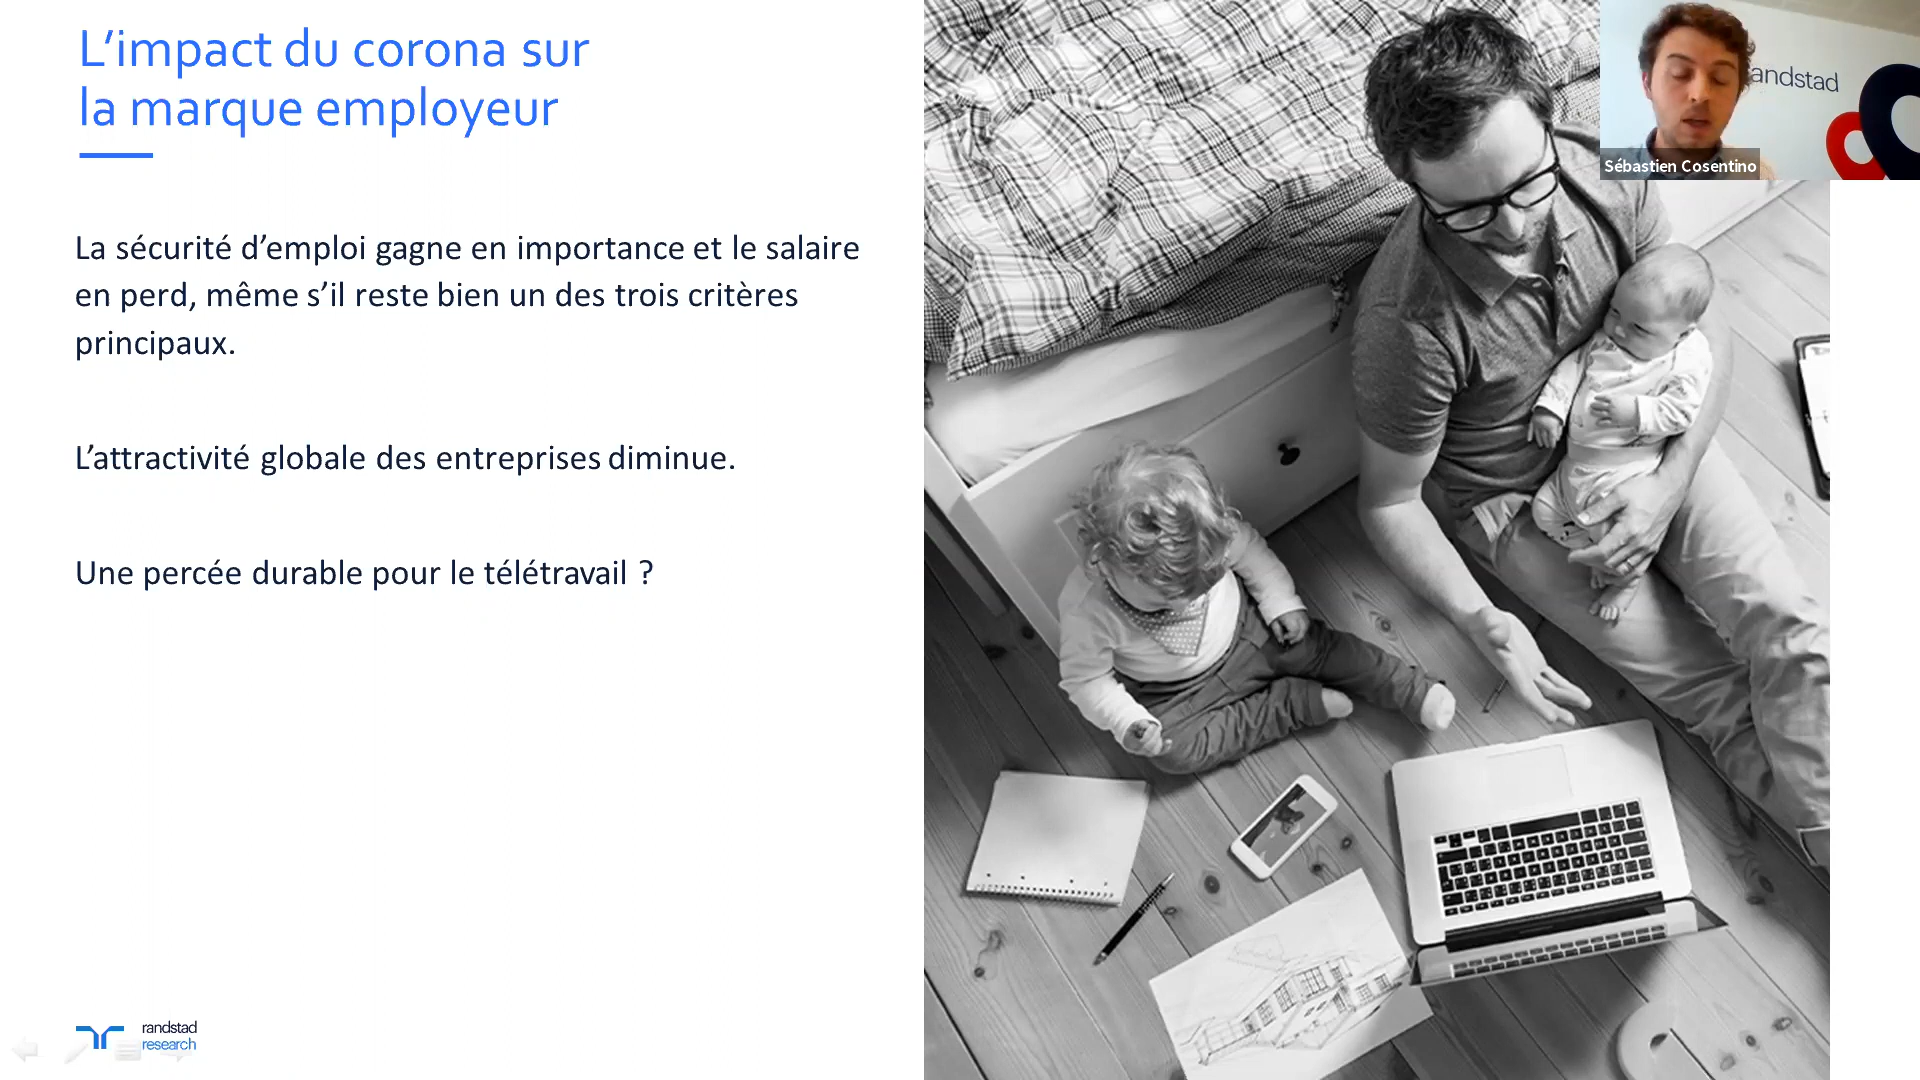 L’impact du corona sur
la marque employeur
La sécurité d’emploi gagne en importance et le salaire
en perd, même s’il reste bien un des trois critères
principaux.
L’attractivité globale des entreprises diminue.
Une percée durable pour le télétravail ?
randstad
research
andstad
Sébastien Cosentino